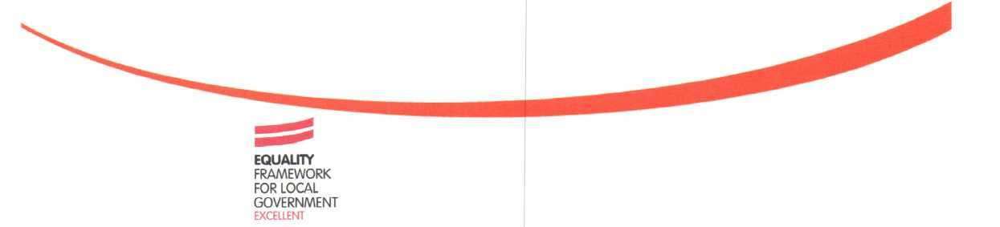 EQUALITY
FRAMEWORK
FOR LOCAL
GOVERNMENT
EXCELLENT